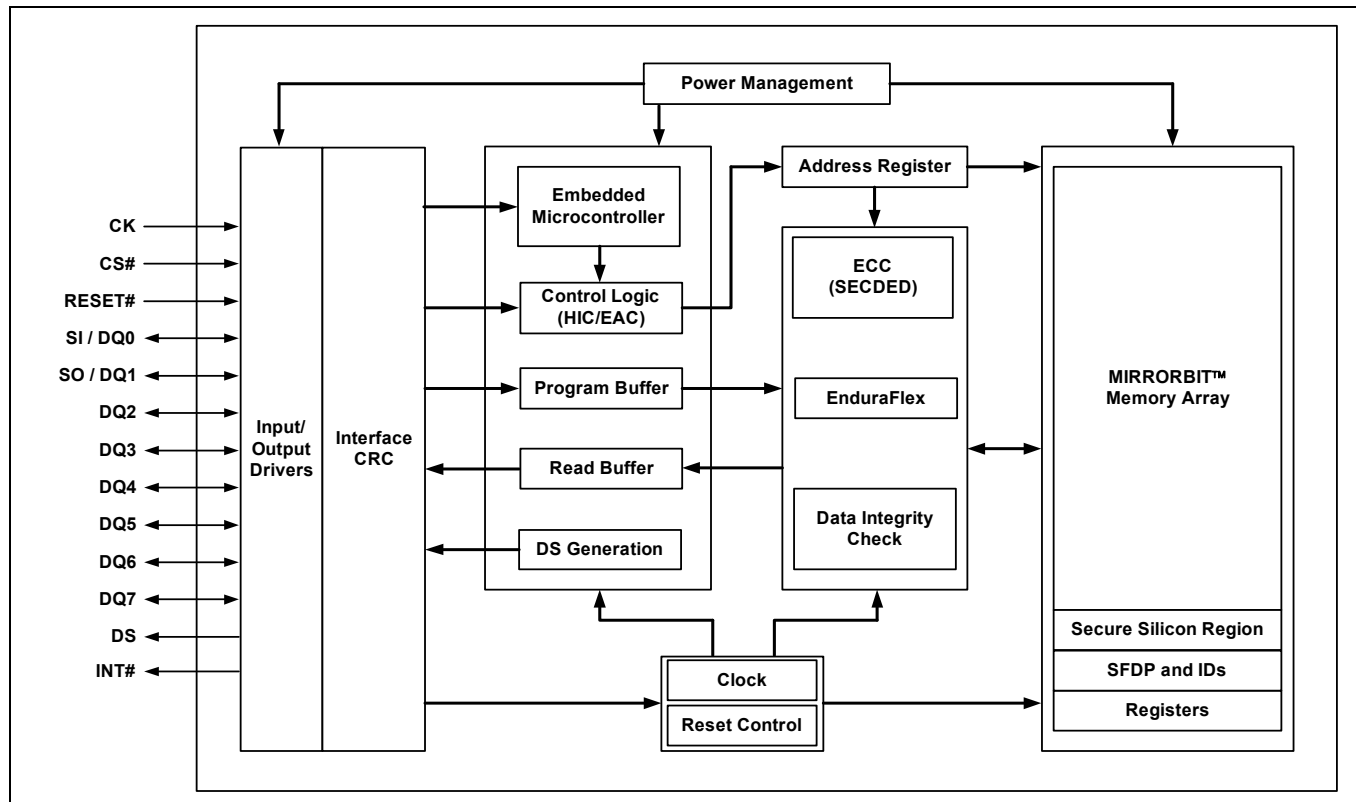 Power Management
CK
CS#
RESET#
SI / DQ0
SO / DQ1
DQ2
DQ3
DQ4
DQ5
DQ6
DQ7
DS
INT#
Input/
Output
Drivers
Interface
CRC
Embedded
Microcontroller
Control Logic
(HIC/EAC)
Program Buffer
Read Buffer
DS Generation
Address Register
ECC
(SECDED)
EnduraFlex
Data Integrity
Check
Clock
Reset Control
MIRRORBIT™
Memory Array
Secure Silicon Region
SFDP and IDs
Registers